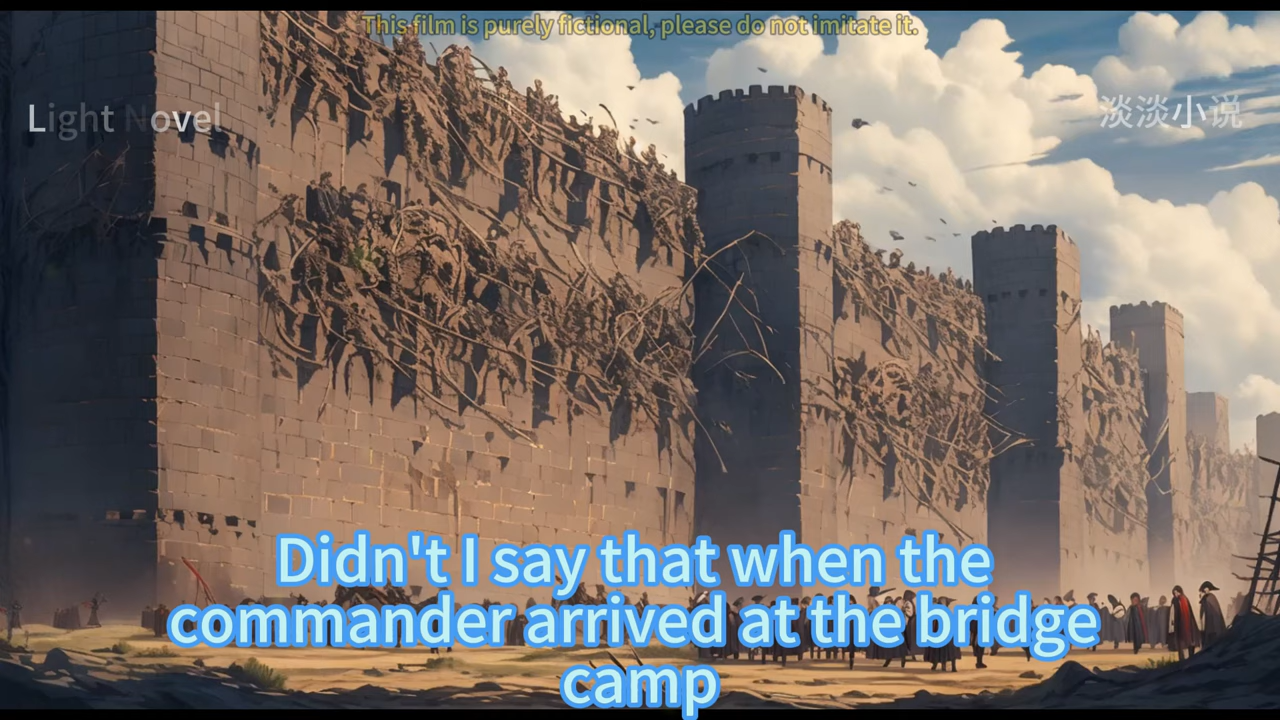 This film is purely fictional, please do not imitate it.
Light Novel
淡淡小说
Didn't I say that when the
commander arrived at the bridge
camp